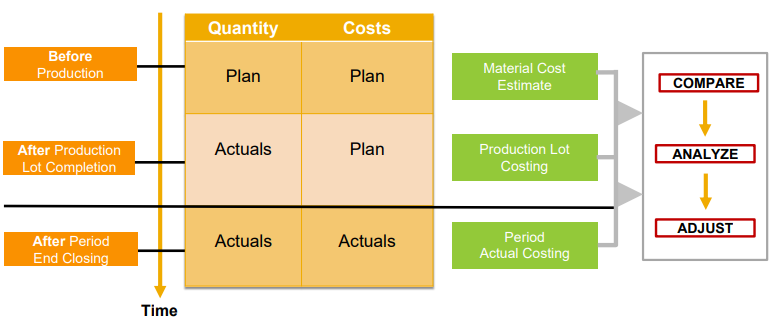 Quantity
Costs
Before
Production
Plan
Plan
Material Cost
Estimate
COMPARE
After Production
Lot Completion
Actuals
Plan
Production Lot
Costing
ANALYZE
After Period
End Closing
Actuals
Actuals
Period
Actual Costing
ADJUST
Time